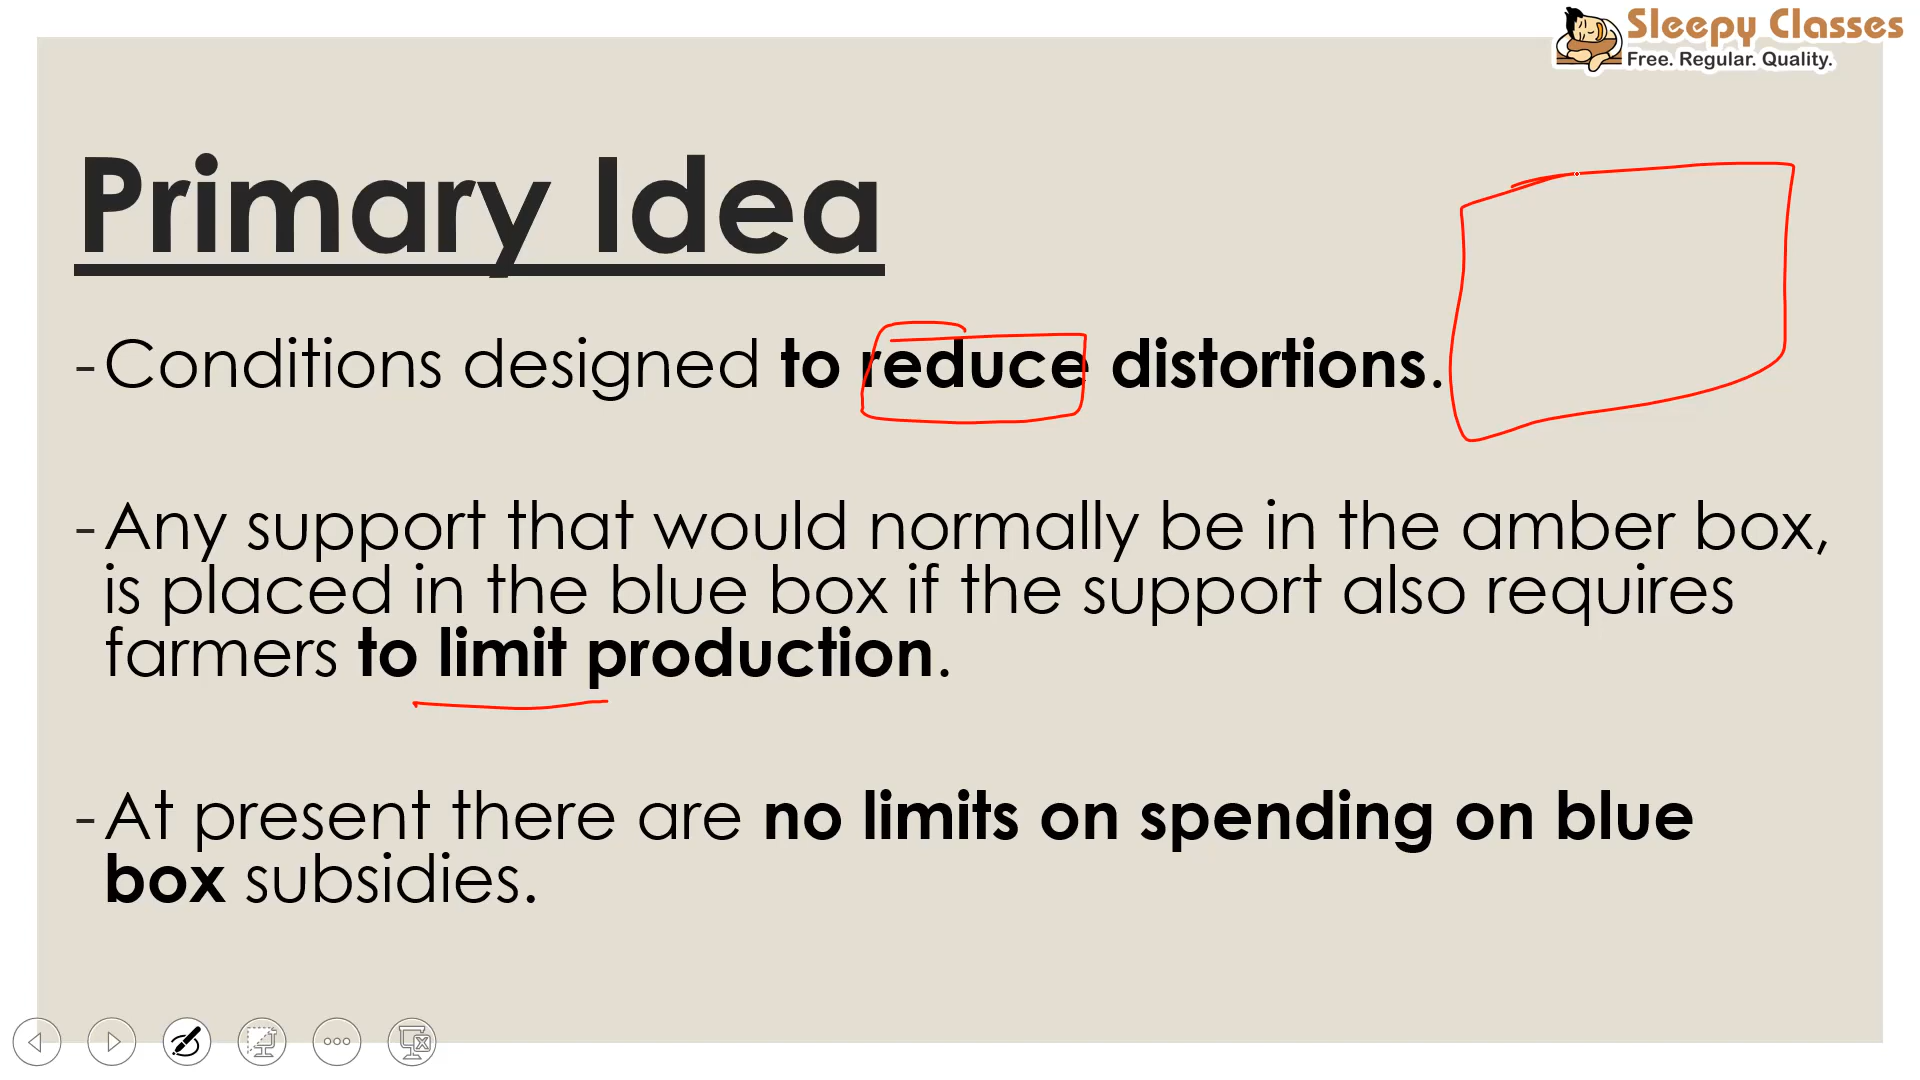 Sleepy Classes
Free. Regular. Quality.
Primary Idea
-Conditions designed to reduce distortions.
-Any support that would normally be in the amber box,
is placed in the blue box if the support also requires
farmers to limit production.
-At present there are no limits on spending on blue
box subsidies.